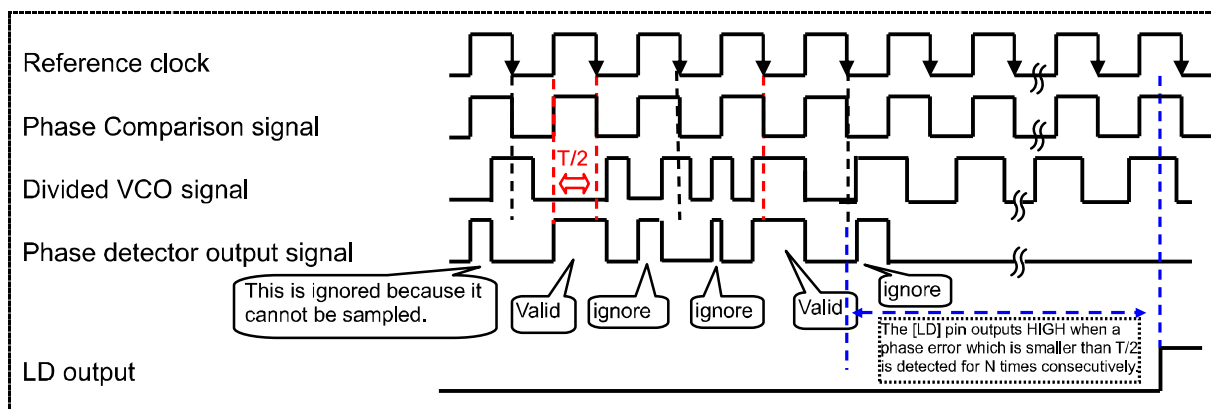 Reference clock
Phase Comparison signal
T/2
Divided VCO signal
Phase detector output signal
This is ignored because it
cannot be sampled.
Valid
ignore
ignore
Valid
ignore
The [LD] pin outputs HIGH when a
phase error which is smaller than T/2
is detected for N times consecutively.
LD output